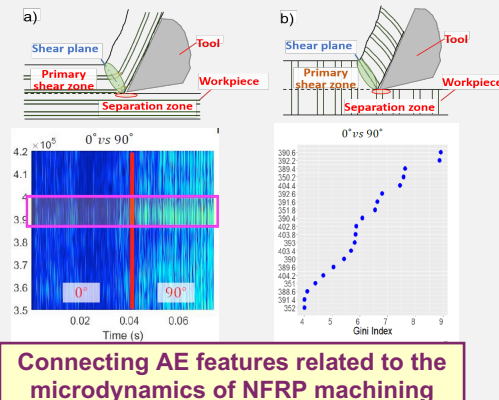 a)
Shear plane
Tool
Primary
shear zone
Workpiece
Separation zone
b)
Shear plane
Tool
Primary
shear zone
Workpiece
Separation zone
0°vs 90°
×10⁵
4.2
4.1
4
3.9
3.8
3.7
3.6
3.5
0°
90°
0.02 0.04 0.06
Time (s)
0°vs 90°
390.6
392.2
389.4
350.2
404.4
392.6
391.6
351.8
390.4
402.8
403.8
393
403.4
390
389.6
404.2
351
388.6
391.4
352
4 5 6 7 8 9
Gini Index
Connecting AE features related to the
microdynamics of NFRP machining